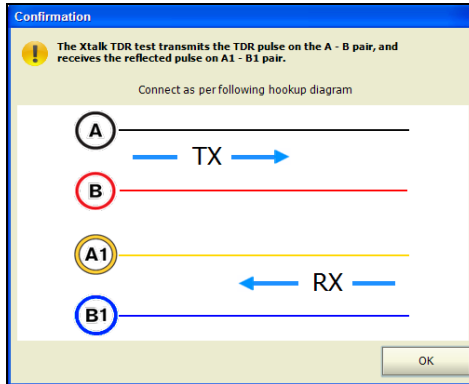 Confirmation
The Xtalk TDR test transmits the TDR pulse on the A - B pair, and
receives the reflected pulse on A1 - B1 pair.
Connect as per following hookup diagram
A
TX
B
A1
RX
B1
OK